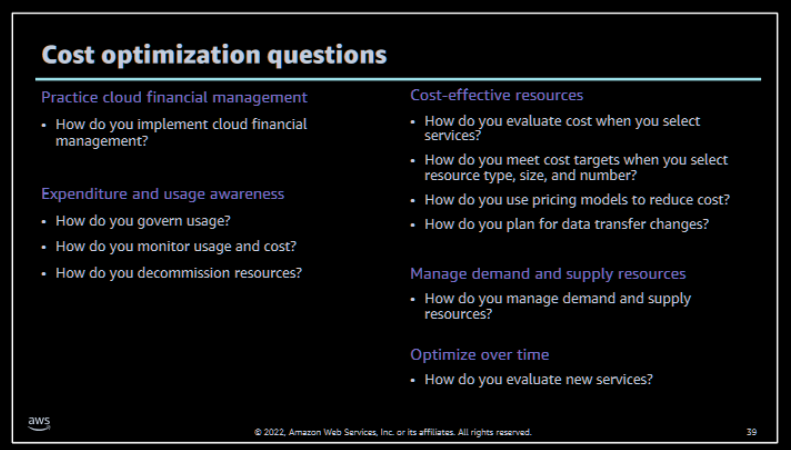 Cost optimization questions
Practice cloud financial management
▪ How do you implement cloud financial
management?
Expenditure and usage awareness
▪ How do you govern usage?
▪ How do you monitor usage and cost?
▪ How do you decommission resources?
Cost-effective resources
▪ How do you evaluate cost when you select
services?
▪ How do you meet cost targets when you select
resource type, size, and number?
▪ How do you use pricing models to reduce cost?
▪ How do you plan for data transfer changes?
Manage demand and supply resources
▪ How do you manage demand and supply
resources?
Optimize over time
▪ How do you evaluate new services?
aws
© 2022, Amazon Web Services, Inc. or its affiliates. All rights reserved.
39